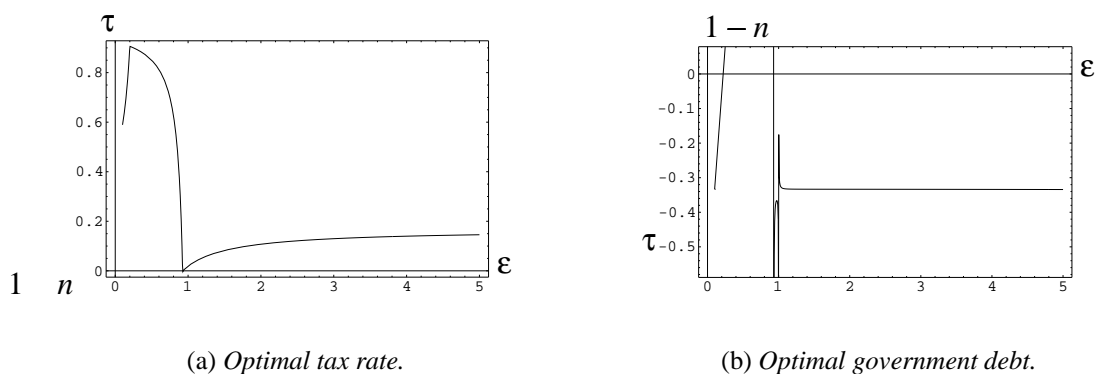 τ
0.8
0.6
0.4
0.2
0
ε
0 1 2 3 4 5
1 n
1 − n
ε
0
-0.1
-0.2
-0.3
-0.4
τ -0.5
0 1 2 3 4 5
(a) Optimal tax rate.
(b) Optimal government debt.